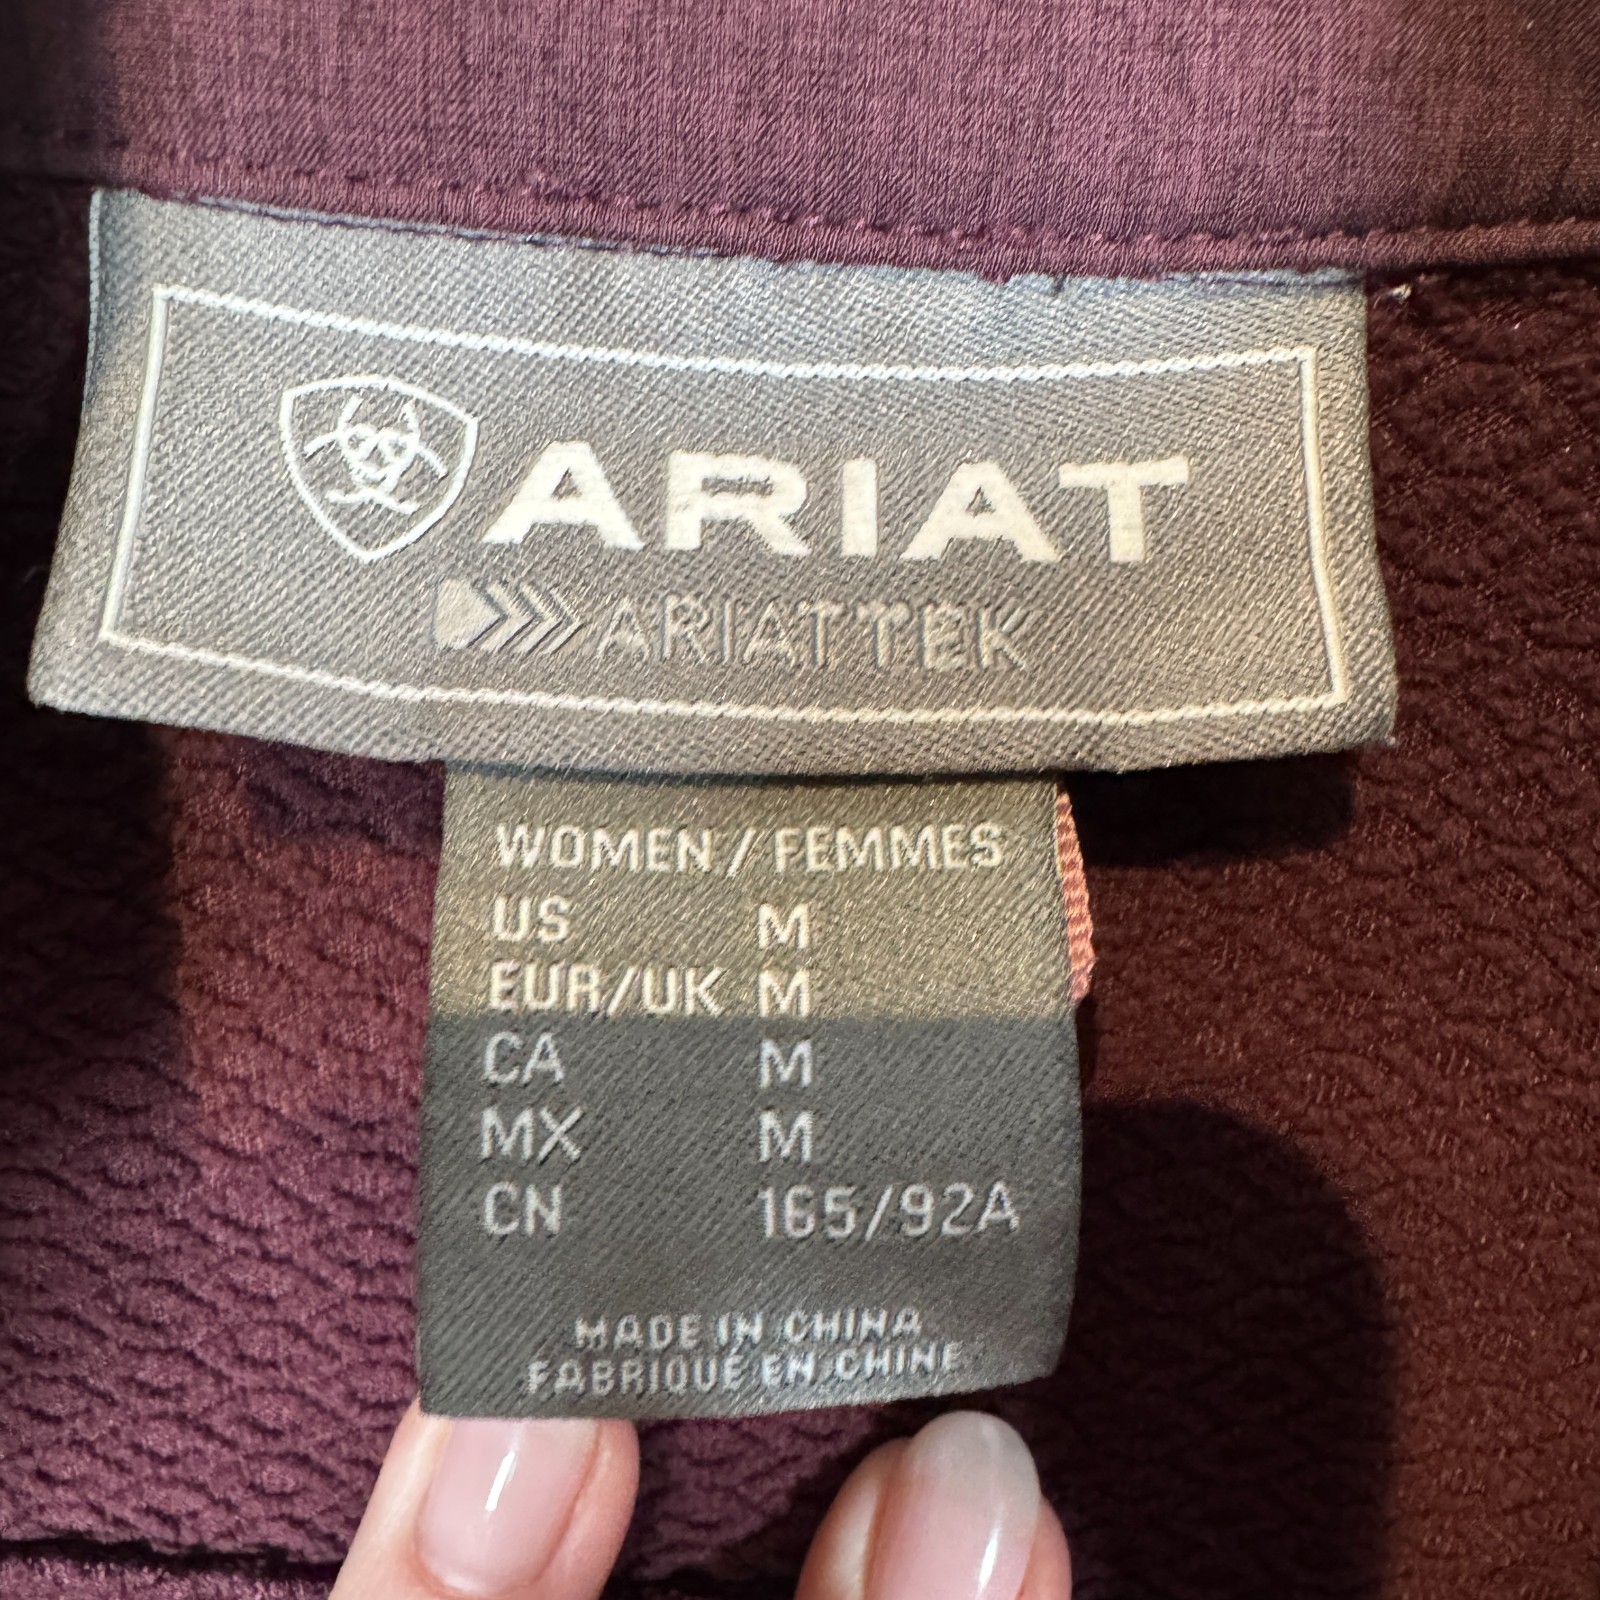 ARIAT
ARIATTEK
WOMEN / FEMMES
US M
EUR/UK M
CA M
MX M
CN 165/92A
MADE IN CHINA
FABRIQUÉ EN CHINE